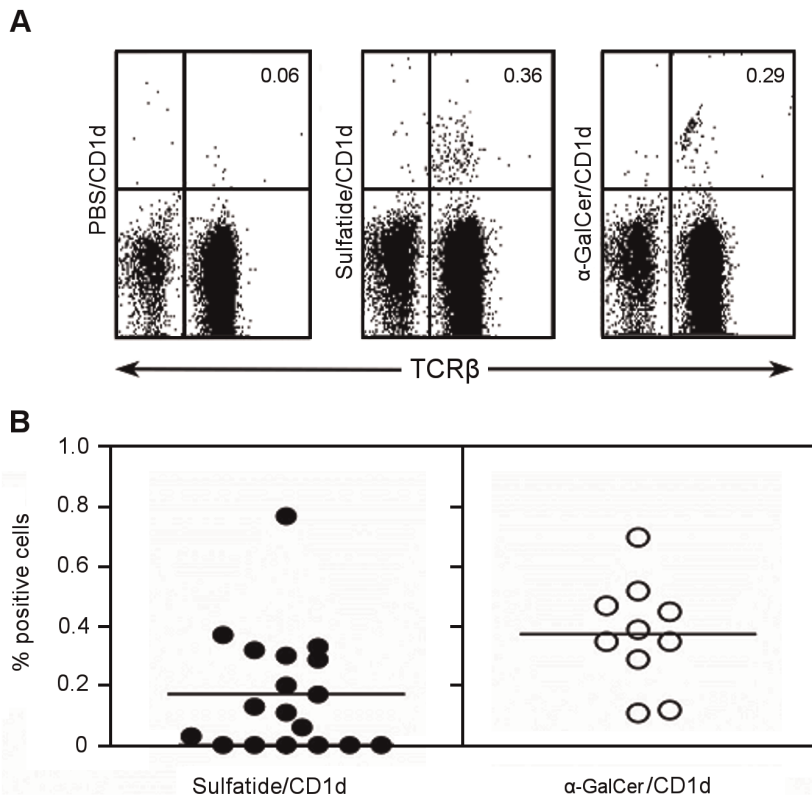 A
PBS/CD1d
0.06
Sulfatide/CD1d
0.36
α-GalCer/CD1d
0.29
TCRβ
B
% positive cells
1.0
0.8
0.6
0.4
0.2
0
Sulfatide/CD1d
α-GalCer/CD1d